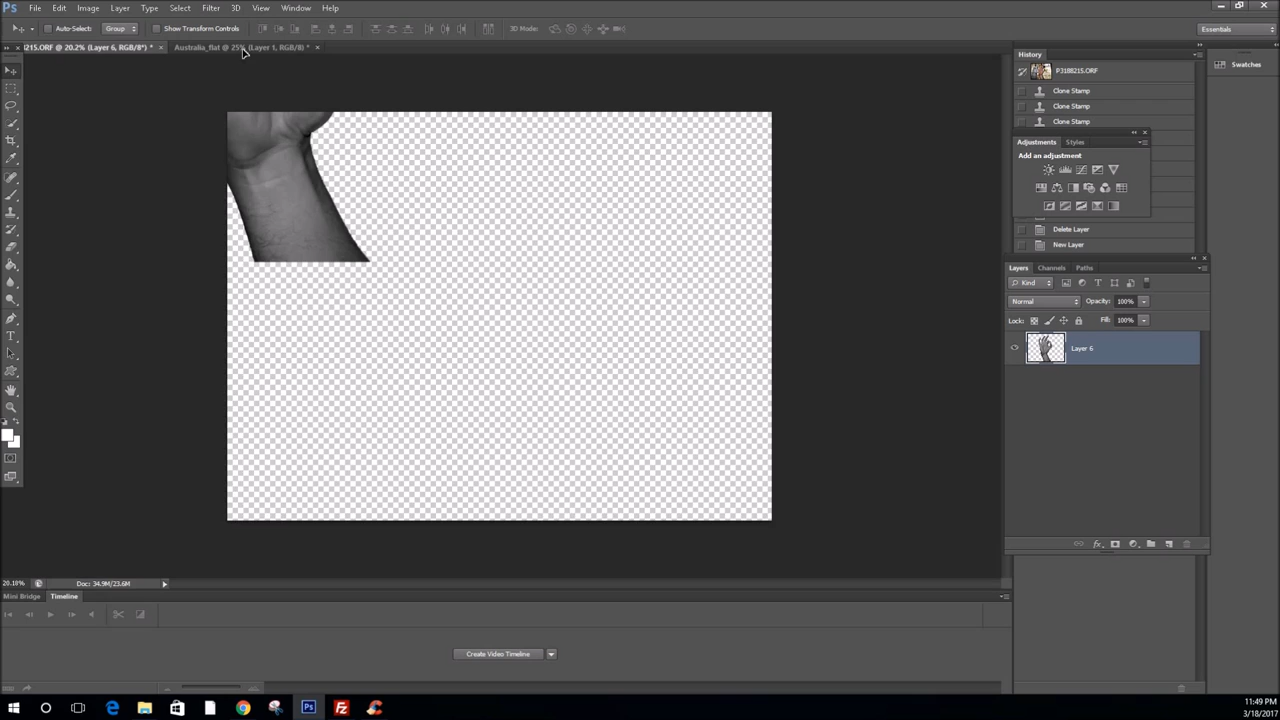 Ps File Edit Image Layer Type Select Filter 3D View Window Help
Auto-Select: Group Show Transform Controls 3D Mode: Essentials
215.ORF @ 20.2% (Layer 6, RGB/8*) * × Australia_flat @ 25% (Layer 1, RGB/8) * ×
History
Swatches
P3188215.ORF
Clone Stamp
Clone Stamp
Clone Stamp
Adjustments Styles
Add an adjustment
Delete Layer
New Layer
Layers Channels Paths
Kind
Normal Opacity: 100%
Lock: Fill: 100%
Layer 6
fx
20.18% Doc: 34.9M/23.6M
Mini Bridge Timeline
Create Video Timeline
11:49 PM
3/18/2017